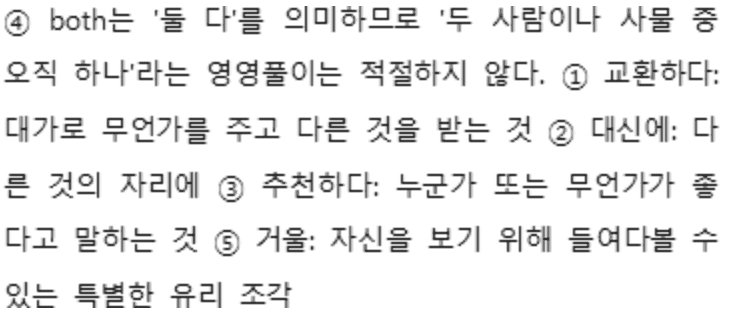 ④ both는 '둘 다'를 의미하므로 '두 사람이나 사물 중
오직 하나'라는 영영풀이는 적절하지 않다. ① 교환하다:
대가로 무언가를 주고 다른 것을 받는 것 ② 대신에: 다
른 것의 자리에 ③ 추천하다: 누군가 또는 무언가가 좋
다고 말하는 것 ⑤ 거울: 자신을 보기 위해 들여다볼 수
있는 특별한 유리 조각